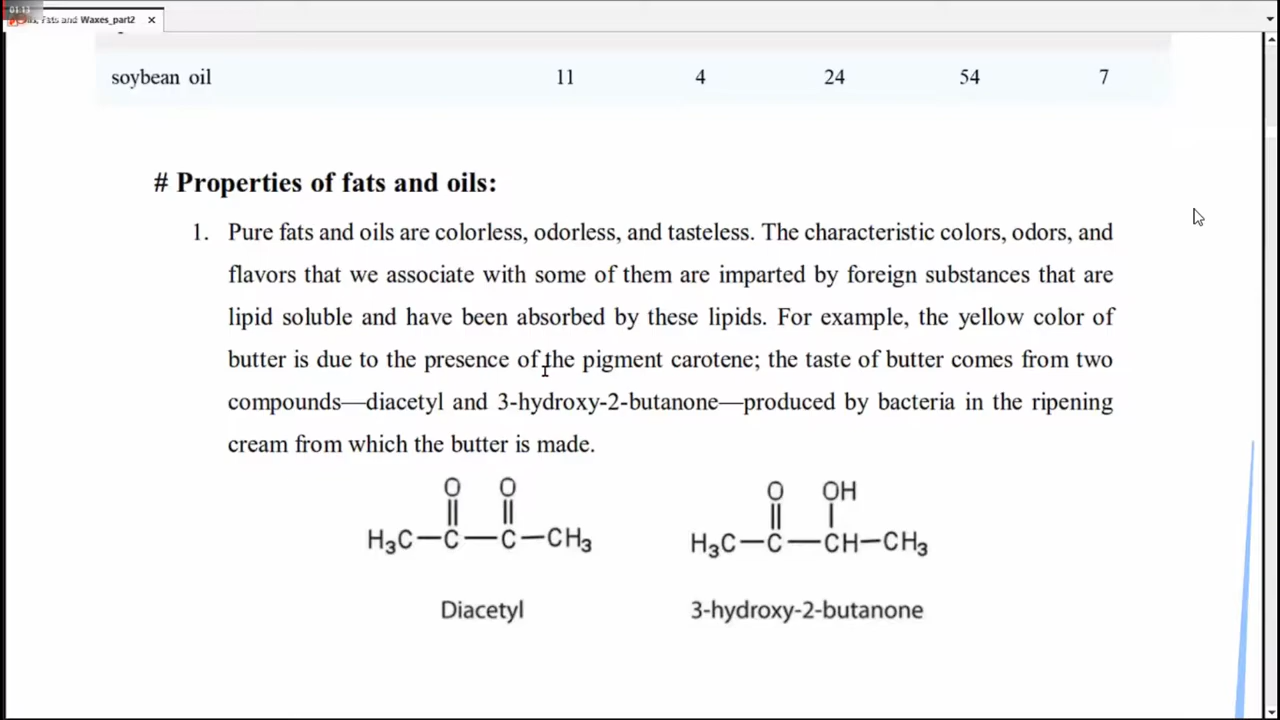 01:13
Fats and Waxes_part2
soybean oil 11 4 24 54 7
# Properties of fats and oils:
1. Pure fats and oils are colorless, odorless, and tasteless. The characteristic colors, odors, and
flavors that we associate with some of them are imparted by foreign substances that are
lipid soluble and have been absorbed by these lipids. For example, the yellow color of
butter is due to the presence of the pigment carotene; the taste of butter comes from two
compounds—diacetyl and 3-hydroxy-2-butanone—produced by bacteria in the ripening
cream from which the butter is made.
O O O OH
H₃C—C—C—CH₃ H₃C—C—CH—CH₃
Diacetyl 3-hydroxy-2-butanone